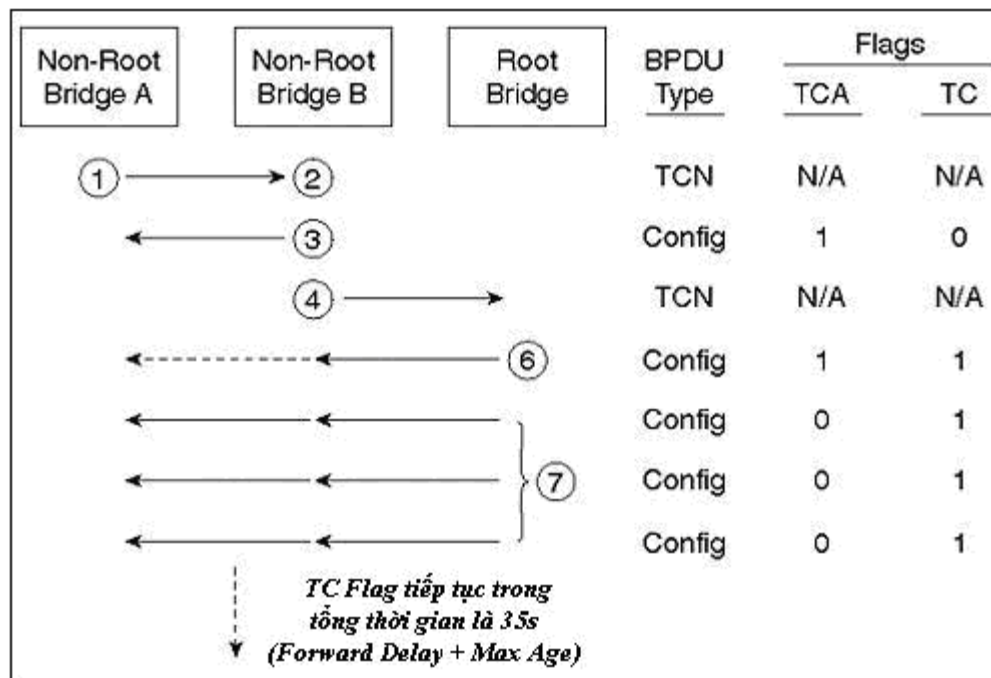 Non-Root Bridge A
Non-Root Bridge B
Root Bridge
BPDU Type
Flags
TCA TC
1 2 TCN N/A N/A
3 Config 1 0
4 TCN N/A N/A
6 Config 1 1
Config 0 1
7 Config 0 1
Config 0 1
TC Flag tiếp tục trong
tổng thời gian là 35s
(Forward Delay + Max Age)